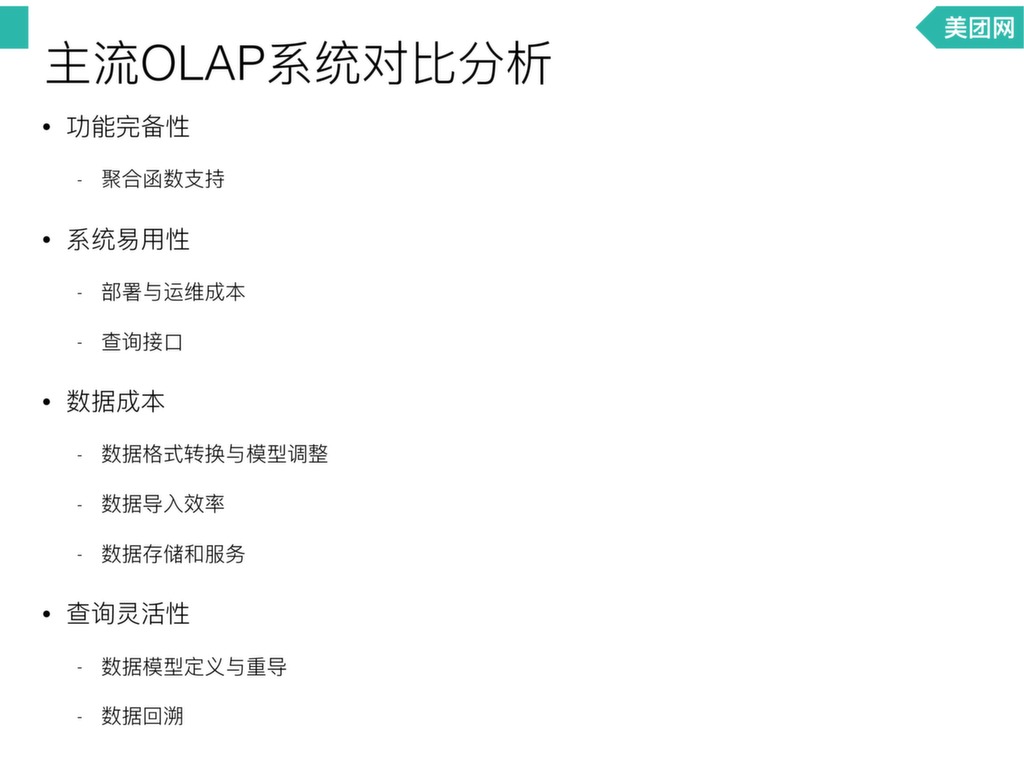 美团网
主流OLAP系统对比分析
• 功能完备性
- 聚合函数支持
• 系统易用性
- 部署与运维成本
- 查询接口
• 数据成本
- 数据格式转换与模型调整
- 数据导入效率
- 数据存储和服务
• 查询灵活性
- 数据模型定义与重导
- 数据回溯